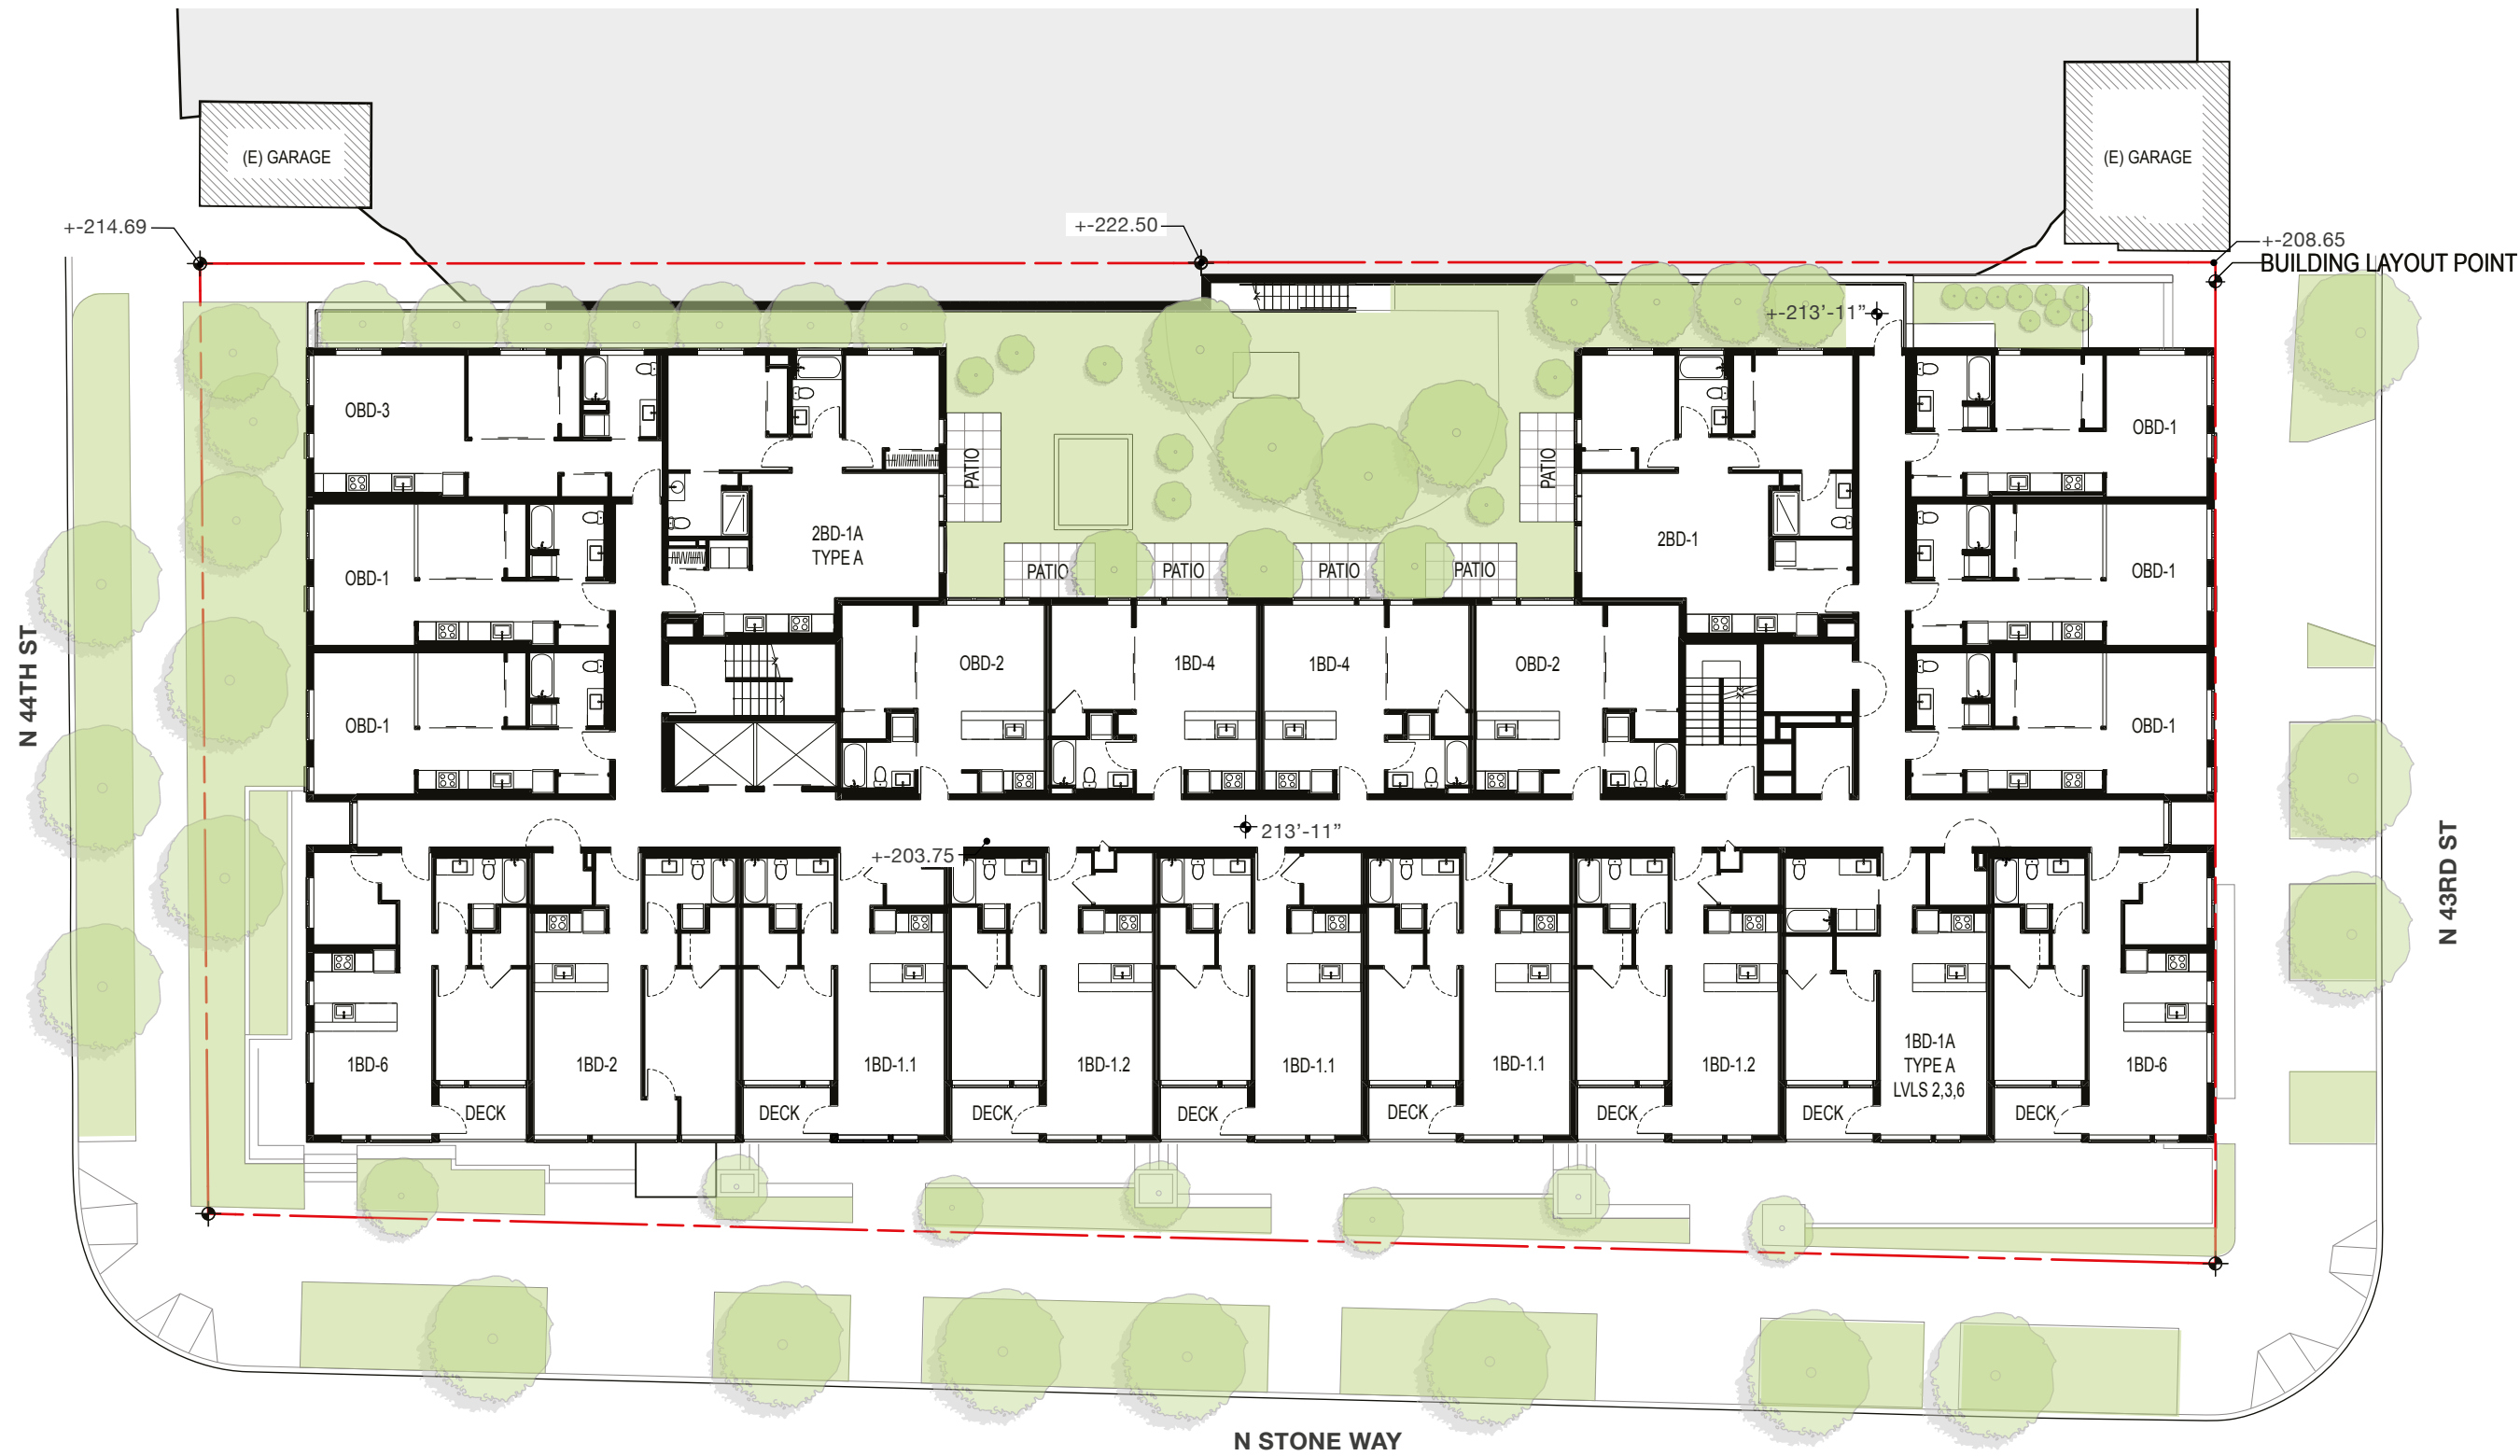 (E) GARAGE
(E) GARAGE
+-214.69
+-222.50
+-208.65
BUILDING LAYOUT POINT
+-213'-11"
OBD-3
OBD-1
PATIO
PATIO
2BD-1A
TYPE A
2BD-1
OBD-1
PATIO
PATIO
PATIO
PATIO
OBD-1
N 44TH ST
OBD-2
1BD-4
1BD-4
OBD-2
OBD-1
OBD-1
213'-11"
+-203.75
N 43RD ST
1BD-6
1BD-2
1BD-1.1
1BD-1.2
1BD-1.1
1BD-1.1
1BD-1.2
1BD-1A
TYPE A
LVLS 2,3,6
1BD-6
DECK
DECK
DECK
DECK
DECK
DECK
DECK
DECK
N STONE WAY